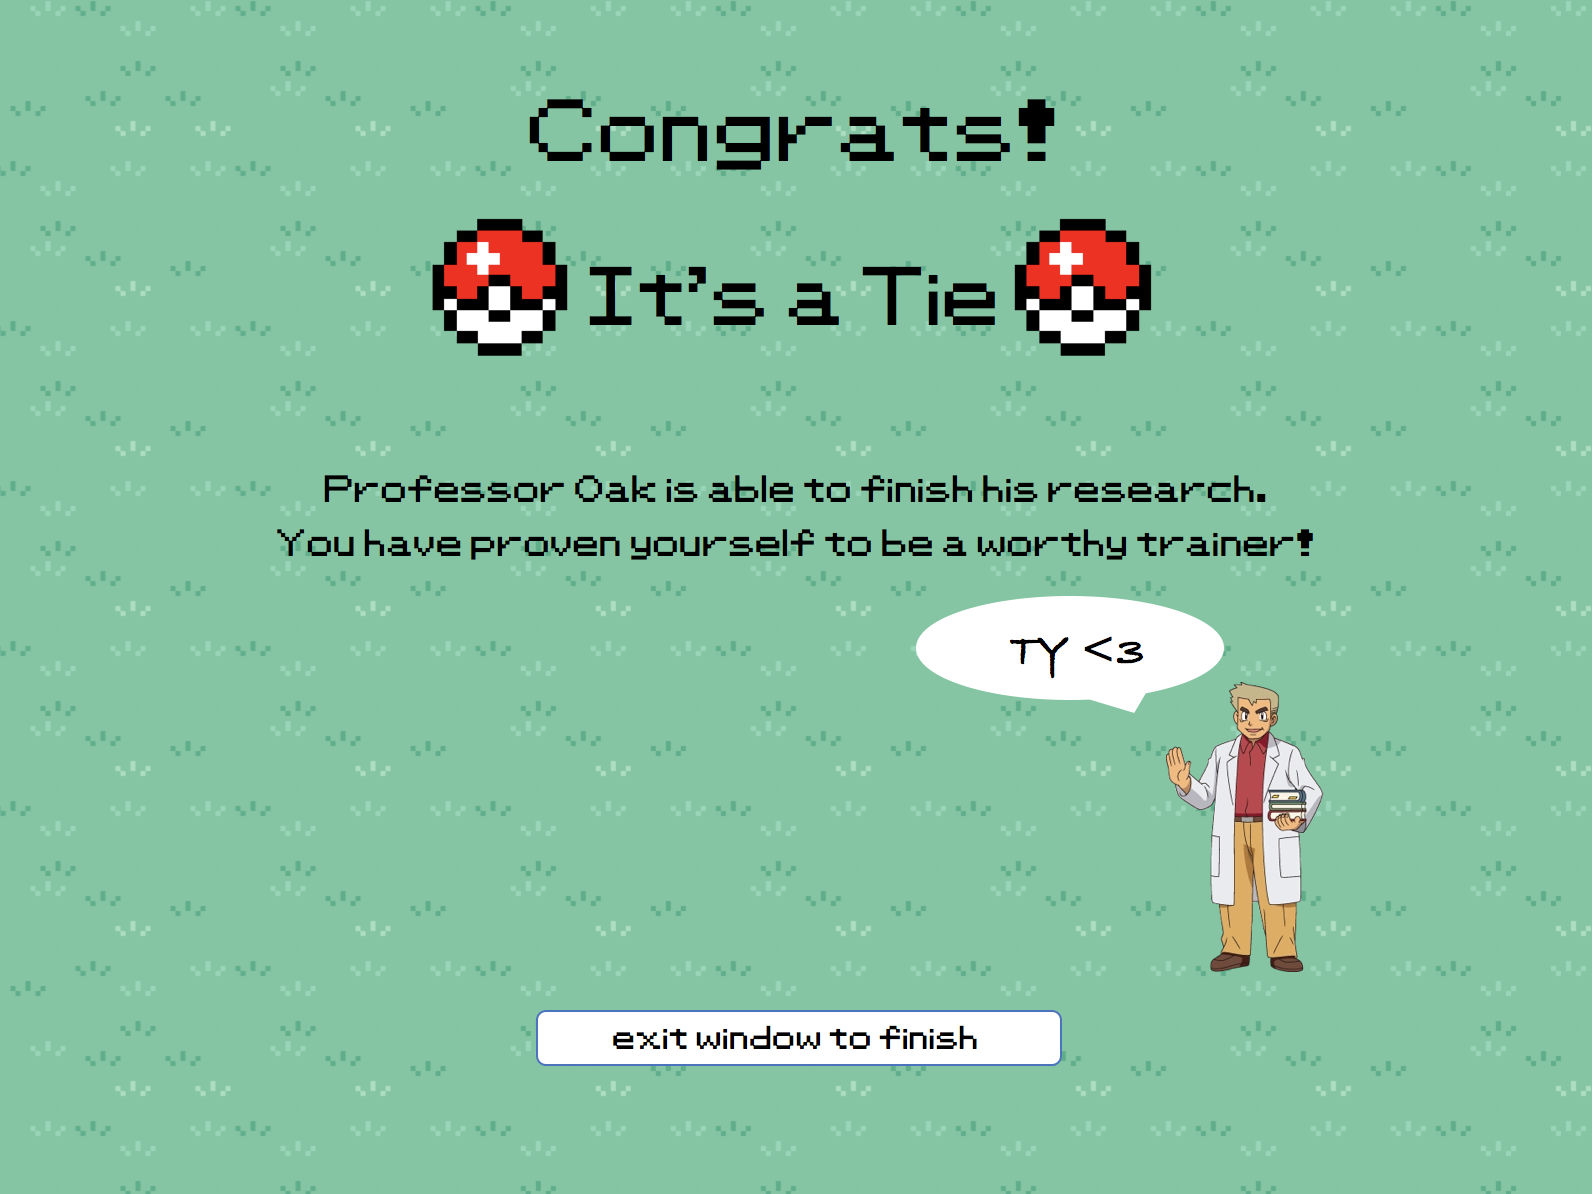 Congrats!
It's a Tie
Professor Oak is able to finish his research.
You have proven yourself to be a worthy trainer!
TY <3
exit window to finish